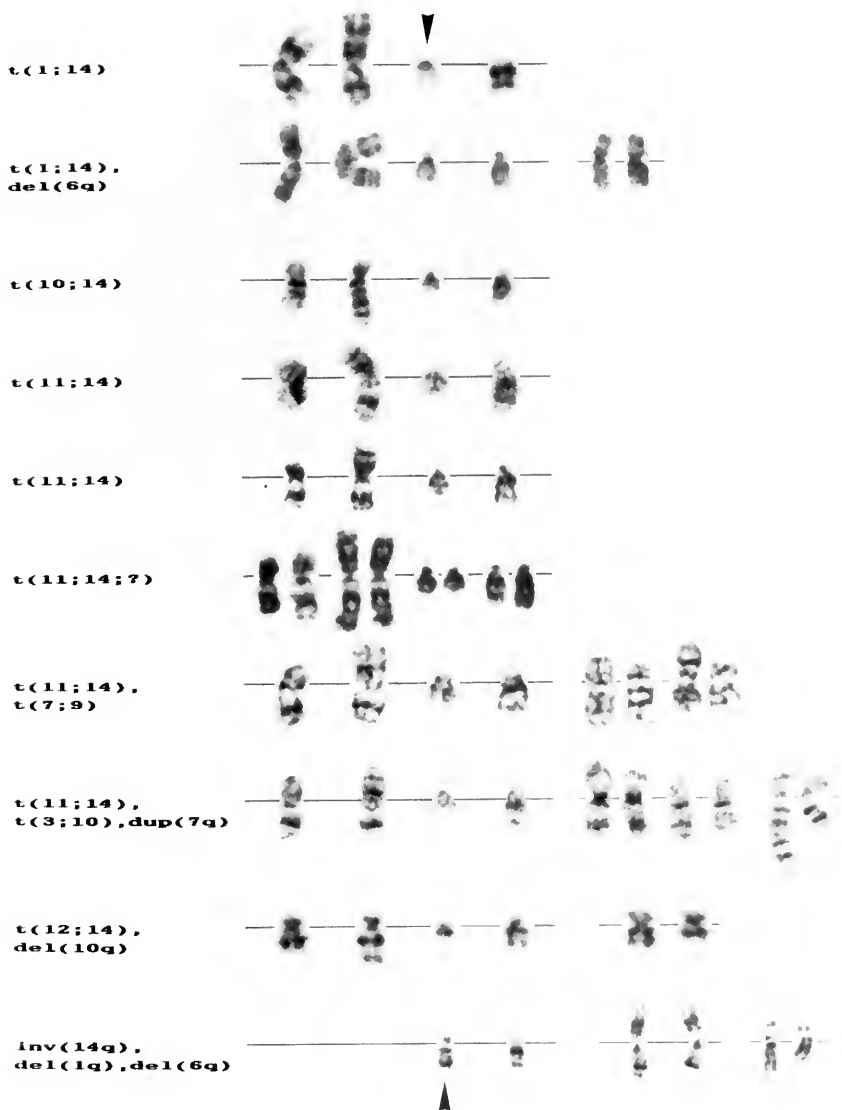 t(1;14)
t(1;14),
del(6q)
t(10;14)
t(11;14)
t(11;14)
t(11;14;7)
t(11;14),
t(7;9)
t(11;14),
t(3;10),dup(7q)
t(12;14),
del(10q)
inv(14q),
del(1q),del(6q)